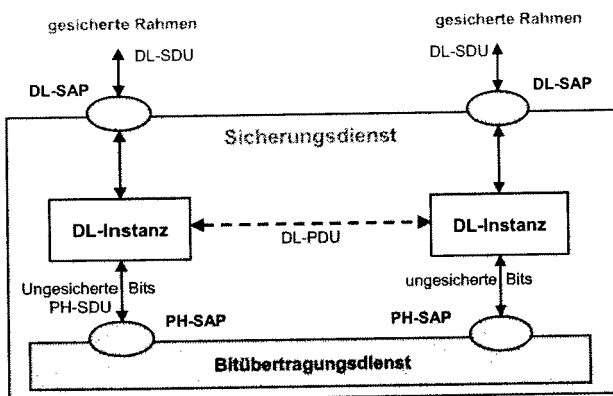 gesicherte Rahmen
gesicherte Rahmen
DL-SDU
DL-SDU
DL-SAP
DL-SAP
Sicherungsdienst
DL-Instanz
DL-Instanz
DL-PDU
Ungesicherte Bits
PH-SDU
ungesicherte Bits
PH-SAP
PH-SAP
Bitübertragungsdienst